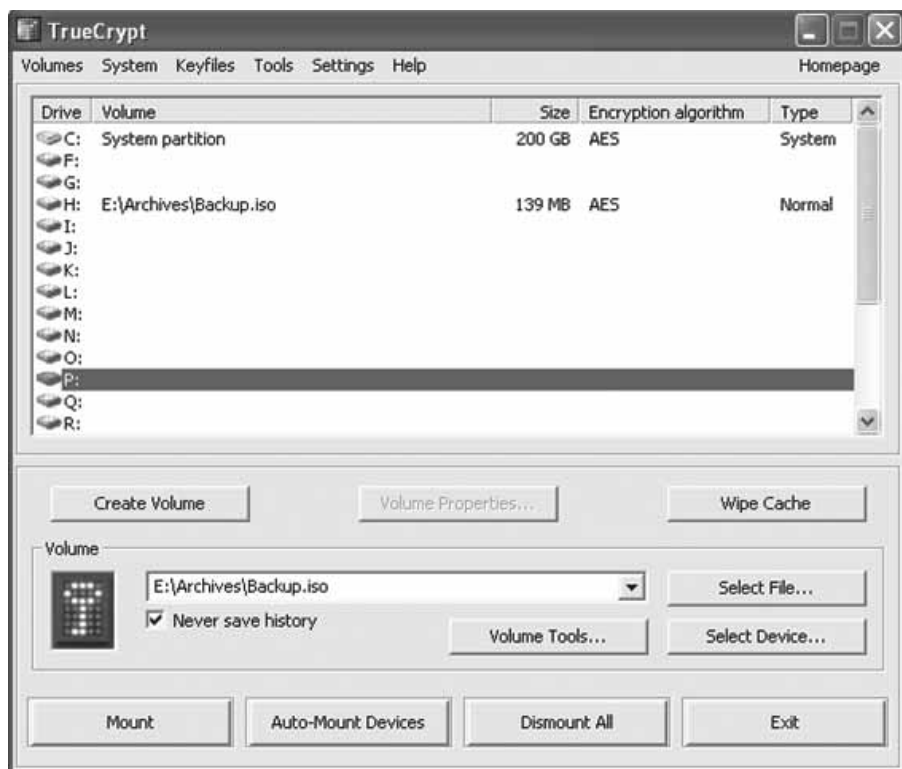 TrueCrypt
Volumes System Keyfiles Tools Settings Help Homepage
Drive Volume Size Encryption algorithm Type
C: System partition 200 GB AES System
F:
G:
H: E:\Archives\Backup.iso 139 MB AES Normal
I:
J:
K:
L:
M:
N:
O:
P:
Q:
R:
Create Volume Volume Properties... Wipe Cache
Volume
E:\Archives\Backup.iso Select File...
Never save history
Volume Tools... Select Device...
Mount Auto-Mount Devices Dismount All Exit